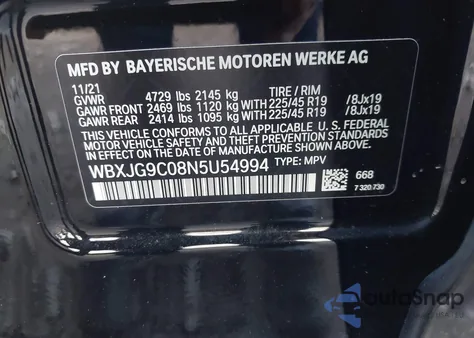 MFD BY BAYERISCHE MOTOREN WERKE AG
11/21 TIRE / RIM
GVWR 4729 lbs 2145 kg
GAWR FRONT 2469 lbs 1120 kg WITH 225/45 R19 /8Jx19
GAWR REAR 2414 lbs 1095 kg WITH 225/45 R19 /8Jx19
THIS VEHICLE CONFORMS TO ALL APPLICABLE U.S. FEDERAL
MOTOR VEHICLE SAFETY, BUMPER, AND THEFT PREVENTION STANDARDS
IN EFFECT ON THE DATE OF MANUFACTURE SHOWN ABOVE.
WBXJG9C08N5U54994 TYPE: MPV
668
7 320 730
AutoSnap